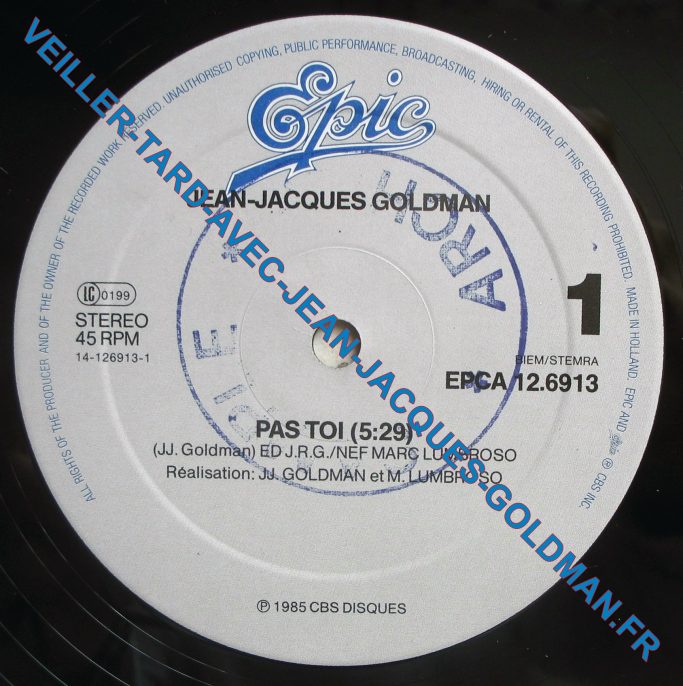 ALL RIGHTS OF THE PRODUCER AND OF THE OWNER OF THE RECORDED WORK RESERVED. UNAUTHORISED COPYING, PUBLIC PERFORMANCE, BROADCASTING, HIRING OR RENTAL OF THIS RECORDING PROHIBITED. MADE IN HOLLAND. EPIC AND Epic ℗ CBS INC.
Epic
JEAN-JACQUES GOLDMAN
LC 0199
STEREO
45 RPM
14-126913-1
1
BIEM/STEMRA
EPCA 12.6913
PAS TOI (5:29)
(JJ. Goldman) ED J.R.G./NEF MARC LUMBROSO
Réalisation: JJ. GOLDMAN et M. LUMBROSO
℗ 1985 CBS DISQUES
VEILLER-TARD-AVEC-JEAN-JACQUES-GOLDMAN.FR